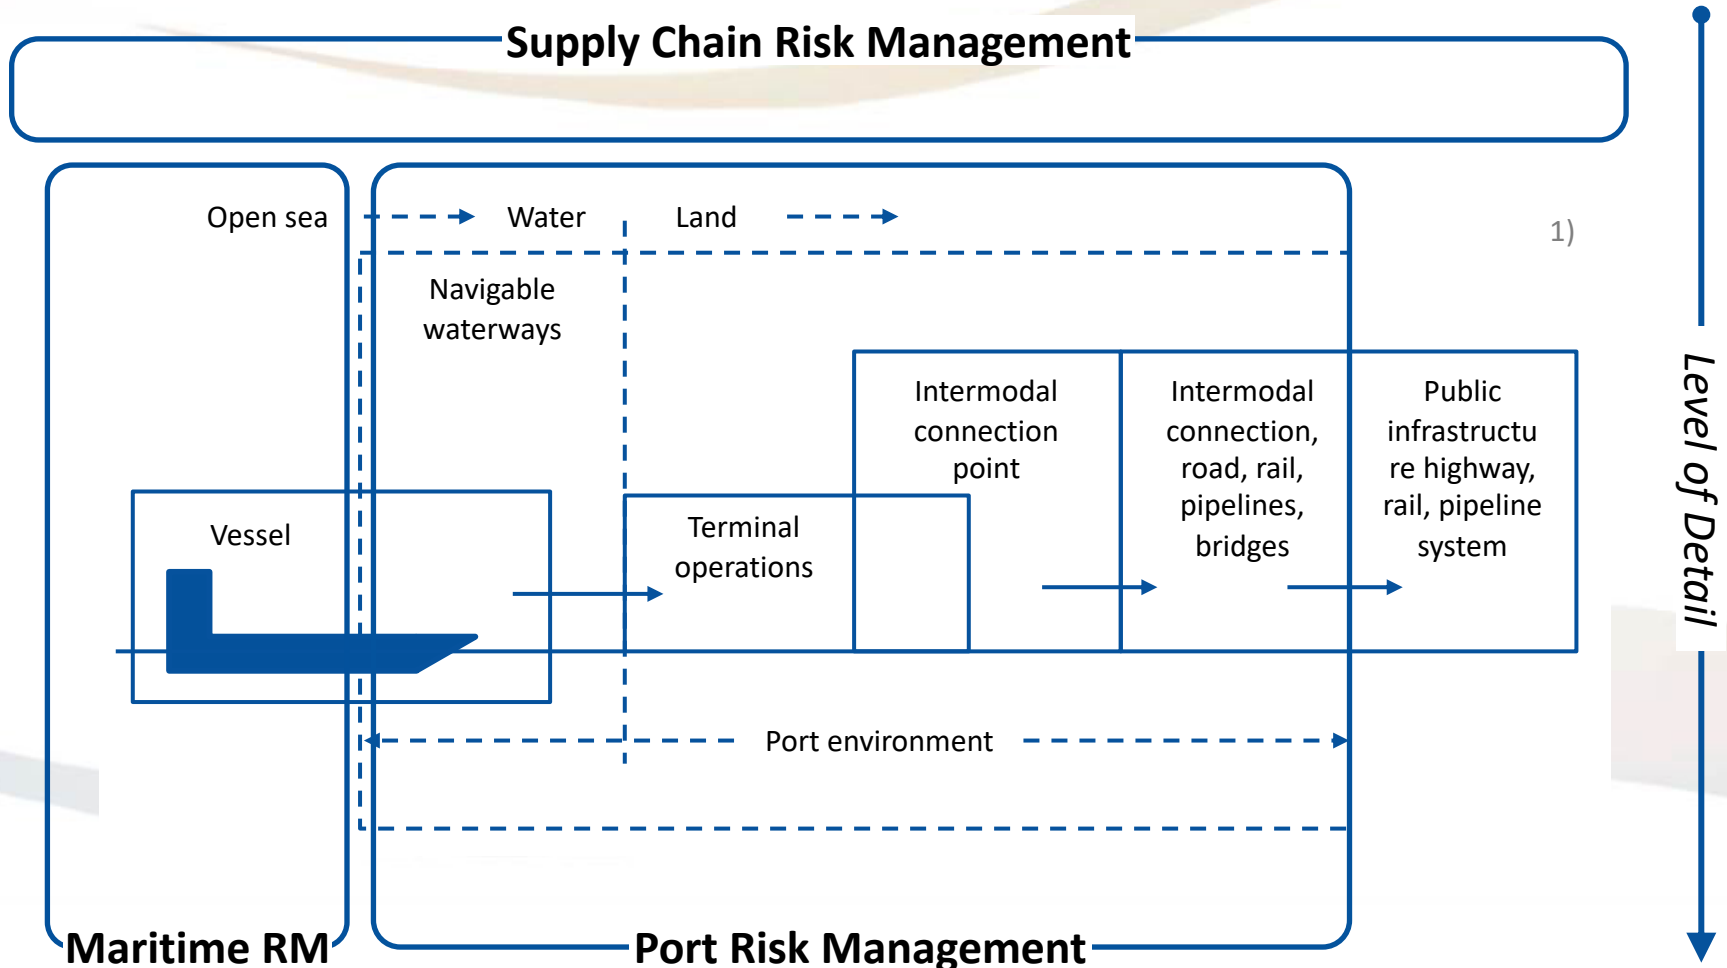 Supply Chain Risk Management
Open sea
Water
Land
1)
Navigable
waterways
Intermodal
connection
point
Intermodal
connection,
road, rail,
pipelines,
bridges
Public
infrastructu
re highway,
rail, pipeline
system
Vessel
Terminal
operations
Port environment
Level of Detail
Maritime RM
Port Risk Management